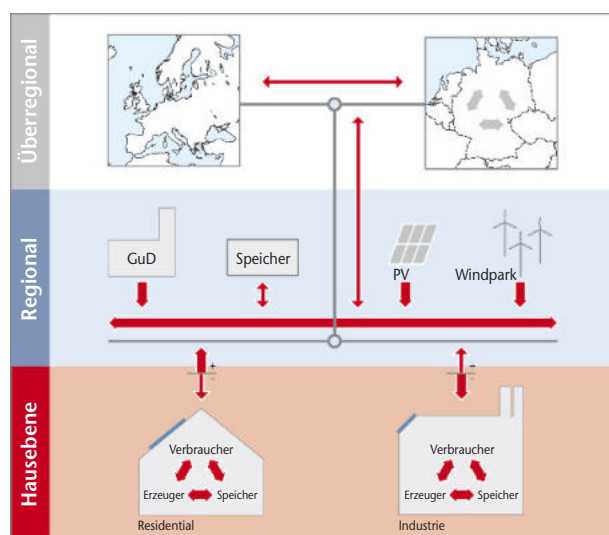 Überregional
Regional
GuD
Speicher
PV
Windpark
+
-
+
-
Hausebene
Verbraucher
Erzeuger
Speicher
Residential
Verbraucher
Erzeuger
Speicher
Industrie